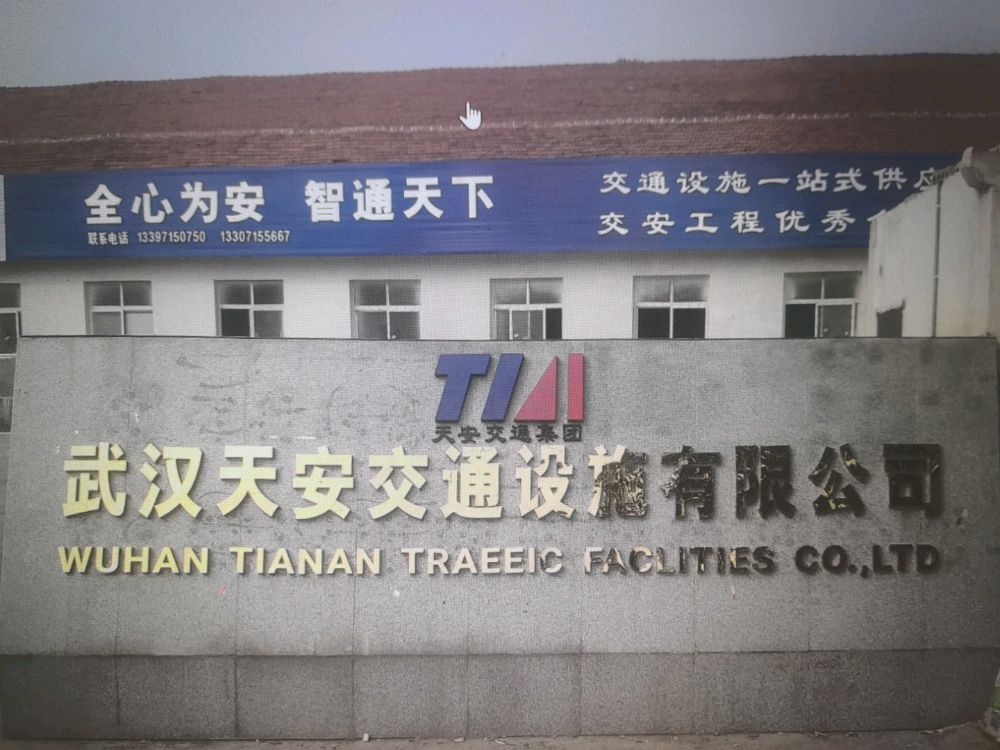 全心为安 智通天下
联系电话 13397150750 13307155667
交通设施一站式供应
交安工程优秀
TIAI
天安交通集团
武汉天安交通设施有限公司
WUHAN TIANAN TRAEEIC FACLITIES CO.,LTD